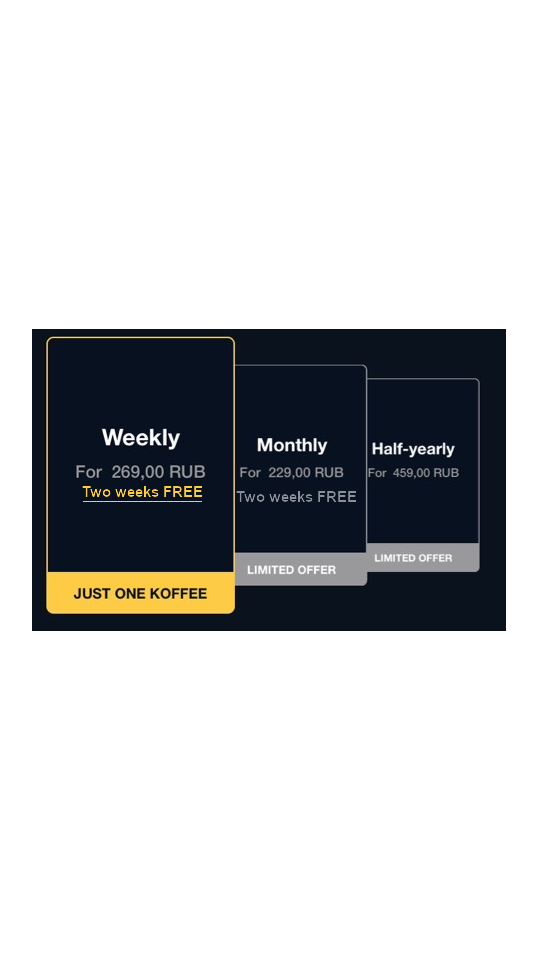 Weekly
For 269,00 RUB
Two weeks FREE
JUST ONE KOFFEE
Monthly
For 229,00 RUB
Two weeks FREE
LIMITED OFFER
Half-yearly
For 459,00 RUB
LIMITED OFFER